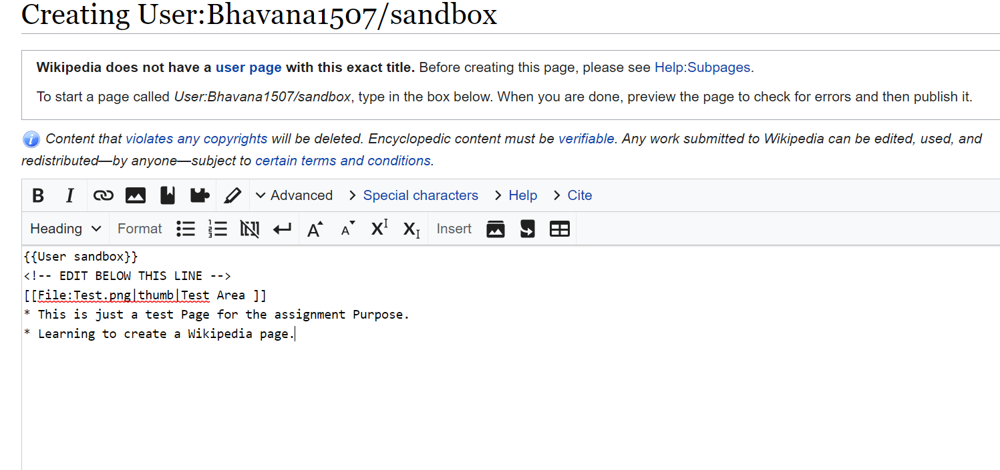 Creating User:Bhavana1507/sandbox
Wikipedia does not have a user page with this exact title. Before creating this page, please see Help:Subpages.
To start a page called User:Bhavana1507/sandbox, type in the box below. When you are done, preview the page to check for errors and then publish it.
Content that violates any copyrights will be deleted. Encyclopedic content must be verifiable. Any work submitted to Wikipedia can be edited, used, and
redistributed—by anyone—subject to certain terms and conditions.
B I Advanced Special characters Help Cite
Heading Format A A X X Insert
{{User sandbox}}
<!-- EDIT BELOW THIS LINE -->
[[File:Test.png|thumb|Test Area ]]
* This is just a test Page for the assignment Purpose.
* Learning to create a Wikipedia page.